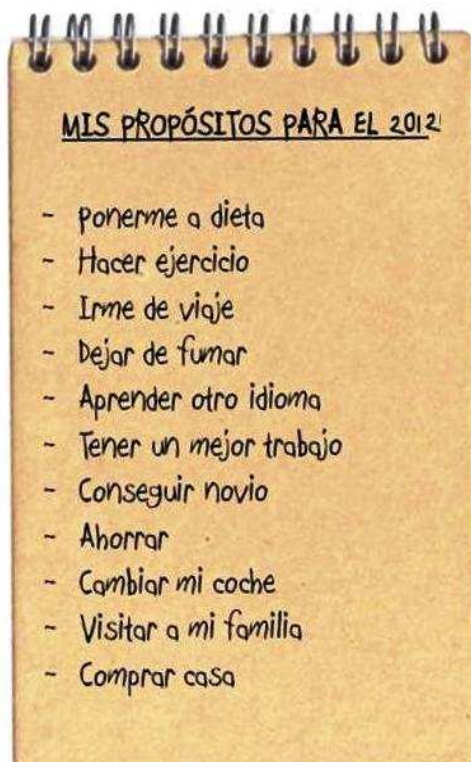 MIS PROPÓSITOS PARA EL 2012
- Ponerme a dieta
- Hacer ejercicio
- Irme de viaje
- Dejar de fumar
- Aprender otro idioma
- Tener un mejor trabajo
- Conseguir novio
- Ahorrar
- Cambiar mi coche
- Visitar a mi familia
- Comprar casa